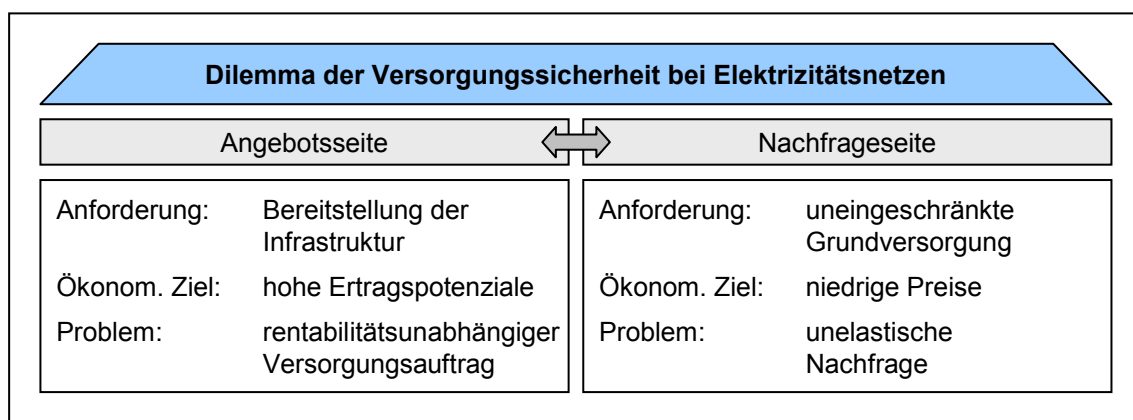 Dilemma der Versorgungssicherheit bei Elektrizitätsnetzen
Angebotsseite
Nachfrageseite
Anforderung: Bereitstellung der
Infrastruktur
Ökonom. Ziel: hohe Ertragspotenziale
Problem: rentabilitätsunabhängiger
Versorgungsauftrag
Anforderung: uneingeschränkte
Grundversorgung
Ökonom. Ziel: niedrige Preise
Problem: unelastische
Nachfrage